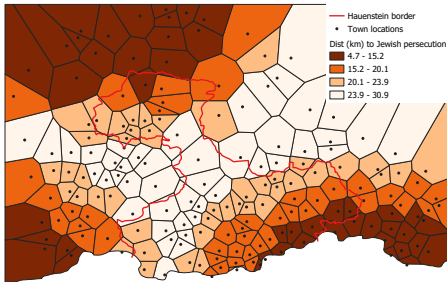 Hauenstein border
Town locations
Dist (km) to Jewish persecution
4.7 - 15.2
15.2 - 20.1
20.1 - 23.9
23.9 - 30.9